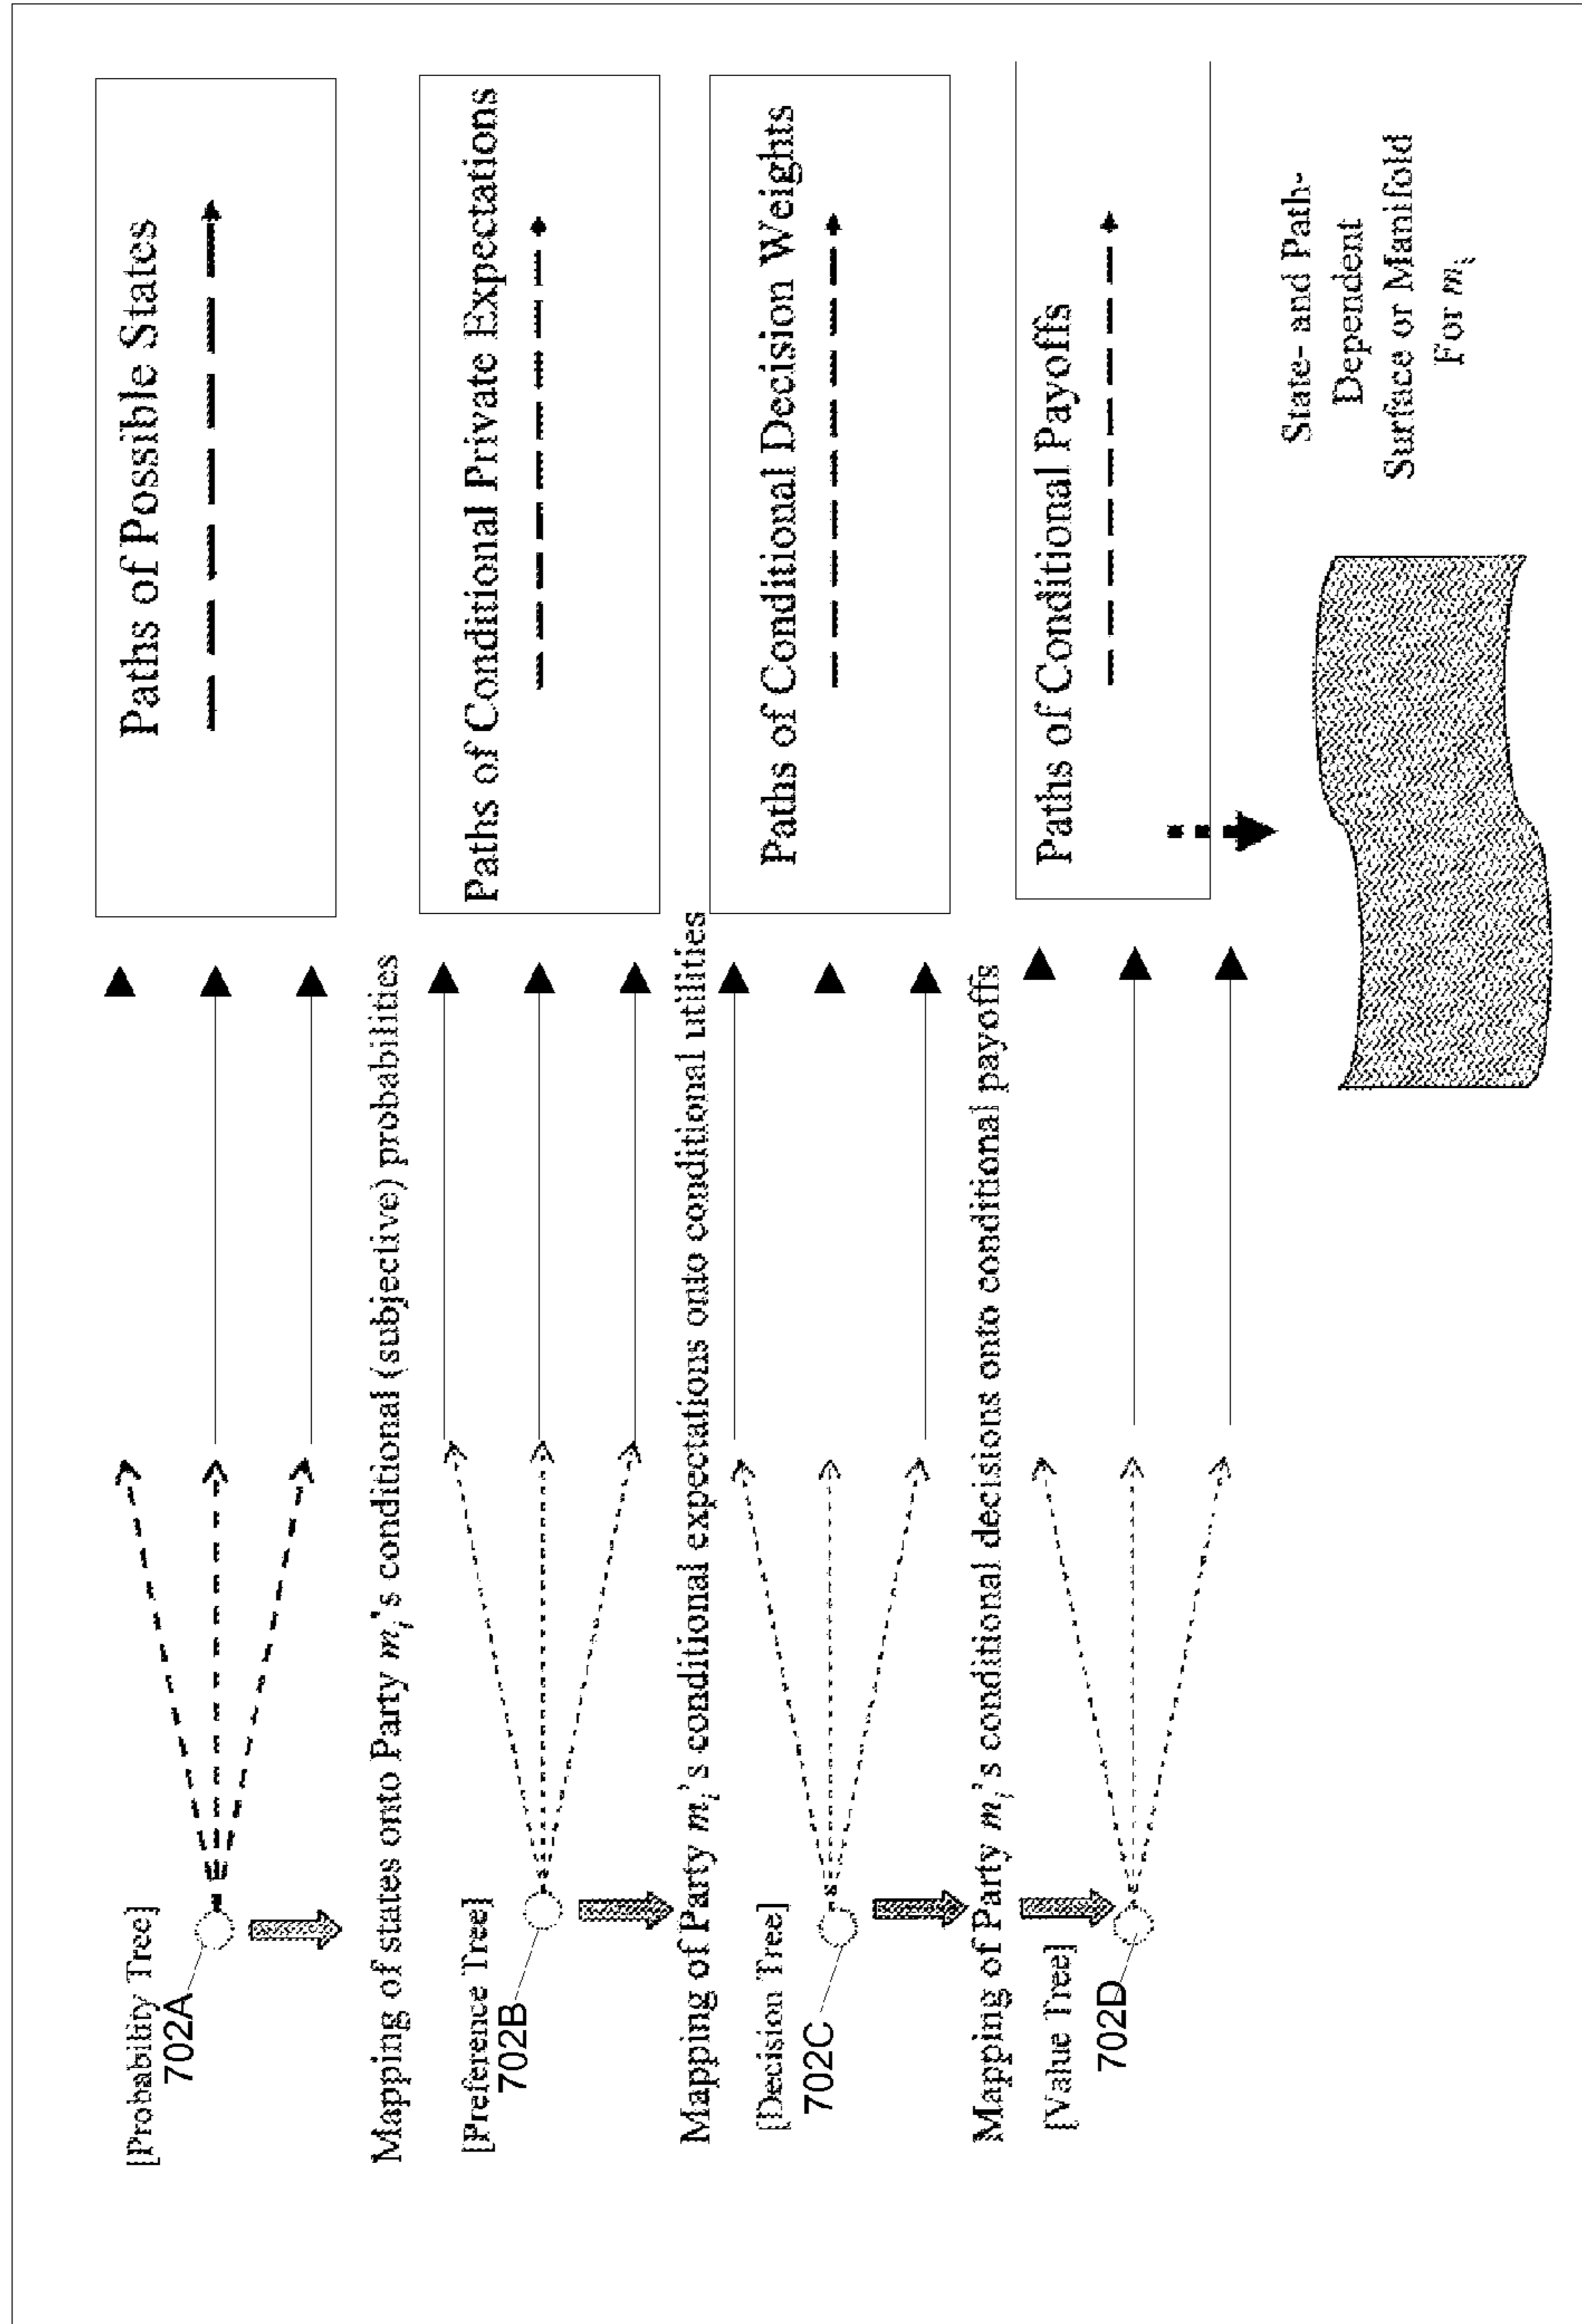 [Probability Tree]
702A
Paths of Possible States
Mapping of states onto Party mᵢ's conditional (subjective) probabilities
[Preference Tree]
702B
Paths of Conditional Private Expectations
Mapping of Party mᵢ's conditional expectations onto conditional utilities
[Decision Tree]
702C
Paths of Conditional Decision Weights
Mapping of Party mᵢ's conditional decisions onto conditional payoffs
[Value Tree]
702D
Paths of Conditional Payoffs
State- and Path-
Dependent
Surface or Manifold
For mᵢ